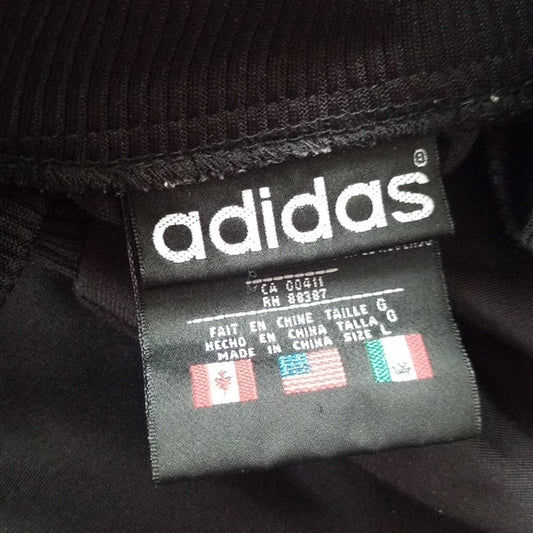 adidas®
CA 00411
RN 88387
FAIT EN CHINE TAILLE G
HECHO EN CHINA TALLA G
MADE IN CHINA SIZE L